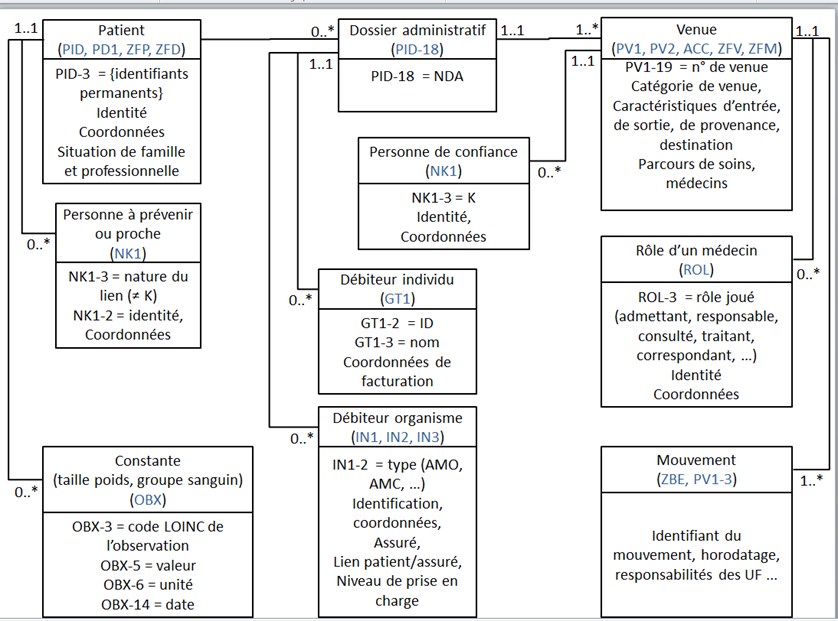 Patient
(PID, PD1, ZFP, ZFD)
PID-3 = {identifiants
permanents}
Identité
Coordonnées
Situation de famille
et professionnelle
1..1
0..*
Dossier administratif
(PID-18)
PID-18 = NDA
1..1
1..1
1..*
Venue
(PV1, PV2, ACC, ZFV, ZFM)
PV1-19 = n° de venue
Catégorie de venue,
Caractéristiques d’entrée,
de sortie, de provenance,
destination
Parcours de soins,
médecins
1..1
1..1
Personne de confiance
(NK1)
NK1-3 = K
Identité,
Coordonnées
0..*
Personne à prévenir
ou proche
(NK1)
NK1-3 = nature du
lien (≠ K)
NK1-2 = identité,
Coordonnées
0..*
Débiteur individu
(GT1)
GT1-2 = ID
GT1-3 = nom
Coordonnées de
facturation
0..*
Rôle d’un médecin
(ROL)
ROL-3 = rôle joué
(admettant, responsable,
consulté, traitant,
correspondant, …)
Identité
Coordonnées
0..*
Constante
(taille poids, groupe sanguin)
(OBX)
OBX-3 = code LOINC de
l’observation
OBX-5 = valeur
OBX-6 = unité
OBX-14 = date
0..*
Débiteur organisme
(IN1, IN2, IN3)
IN1-2 = type (AMO,
AMC, …)
Identification,
coordonnées,
Assuré,
Lien patient/assuré,
Niveau de prise en
charge
0..*
Mouvement
(ZBE, PV1-3)
Identifiant du
mouvement, horodatage,
responsabilités des UF …
1..*